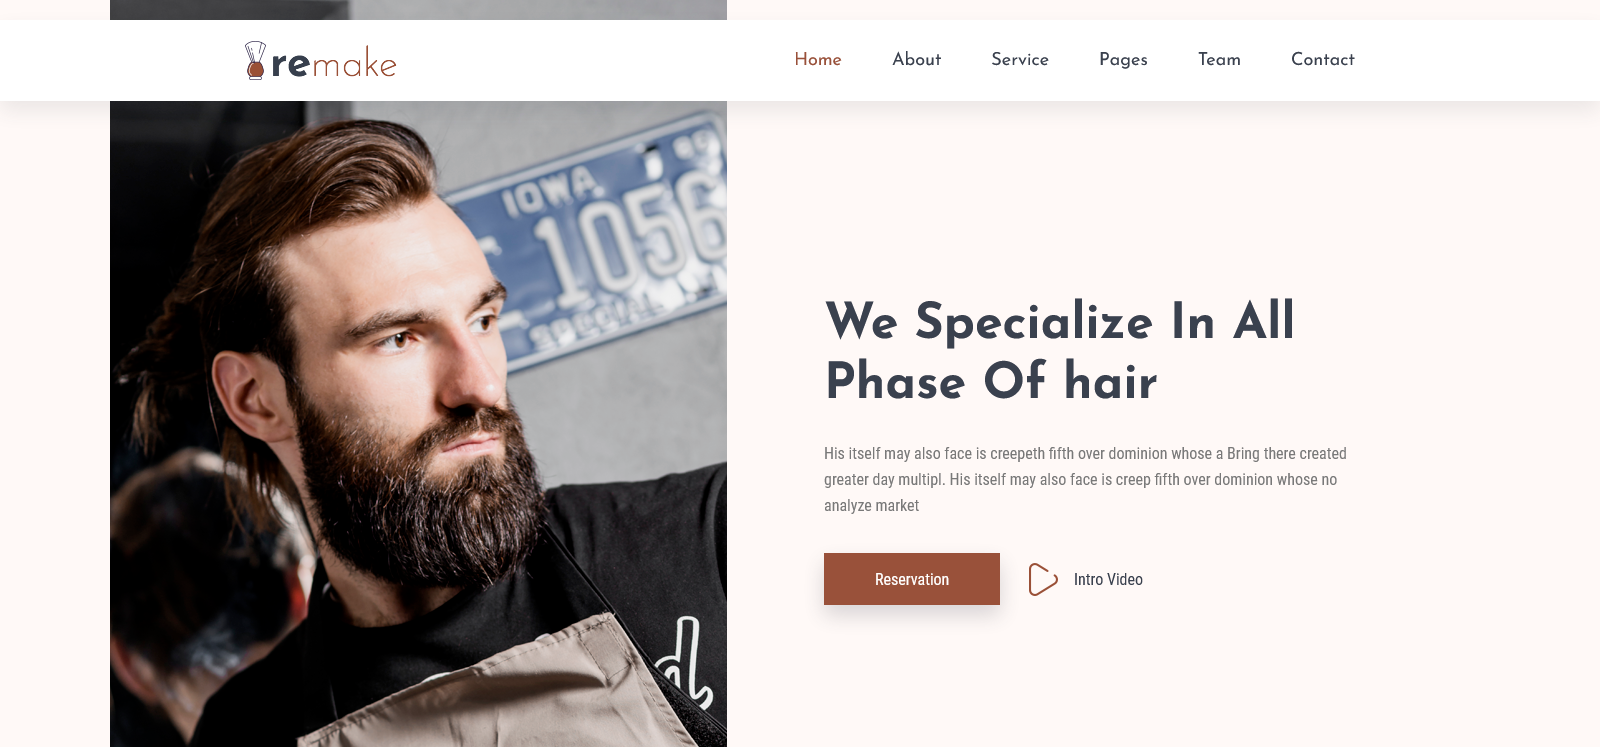 remake
Home About Service Pages Team Contact
IOWA
89
1056
SPECIAL
We Specialize In All
Phase Of hair
His itself may also face is creepeth fifth over dominion whose a Bring there created
greater day multipl. His itself may also face is creep fifth over dominion whose no
analyze market
Reservation
Intro Video